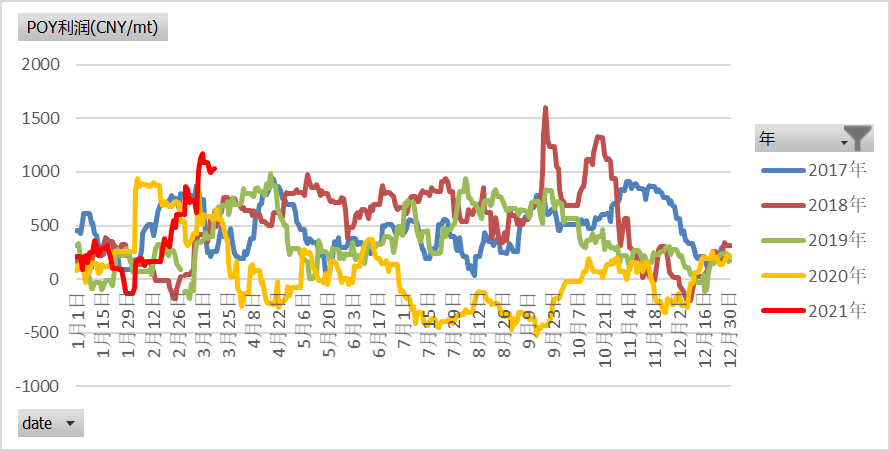 POY利润(CNY/mt)
2000
1500
1000
500
0
-500
-1000
1月1日
1月15日
1月29日
2月12日
2月26日
3月11日
3月25日
4月8日
4月22日
5月6日
5月20日
6月3日
6月17日
7月1日
7月15日
7月29日
8月12日
8月26日
9月9日
9月23日
10月7日
10月21日
11月4日
11月18日
12月2日
12月16日
12月30日
年
2017年
2018年
2019年
2020年
2021年
date